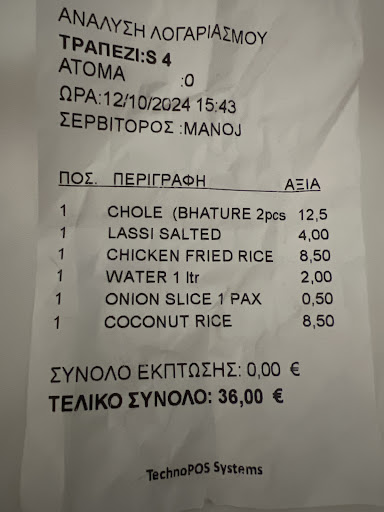 ΑΝΑΛΥΣΗ ΛΟΓΑΡΙΑΣΜΟΥ
ΤΡΑΠΕΖΙ:S 4
ΑΤΟΜΑ :0
ΩΡΑ:12/10/2024 15:43
ΣΕΡΒΙΤΟΡΟΣ :MANOJ
ΠΟΣ. ΠΕΡΙΓΡΑΦΗ ΑΞΙΑ
1 CHOLE (BHATURE 2pcs 12,5
1 LASSI SALTED 4,00
1 CHICKEN FRIED RICE 8,50
1 WATER 1 ltr 2,00
1 ONION SLICE 1 PAX 0,50
1 COCONUT RICE 8,50
ΣΥΝΟΛΟ ΕΚΠΤΩΣΗΣ: 0,00 €
ΤΕΛΙΚΟ ΣΥΝΟΛΟ: 36,00 €
TechnoPOS Systems